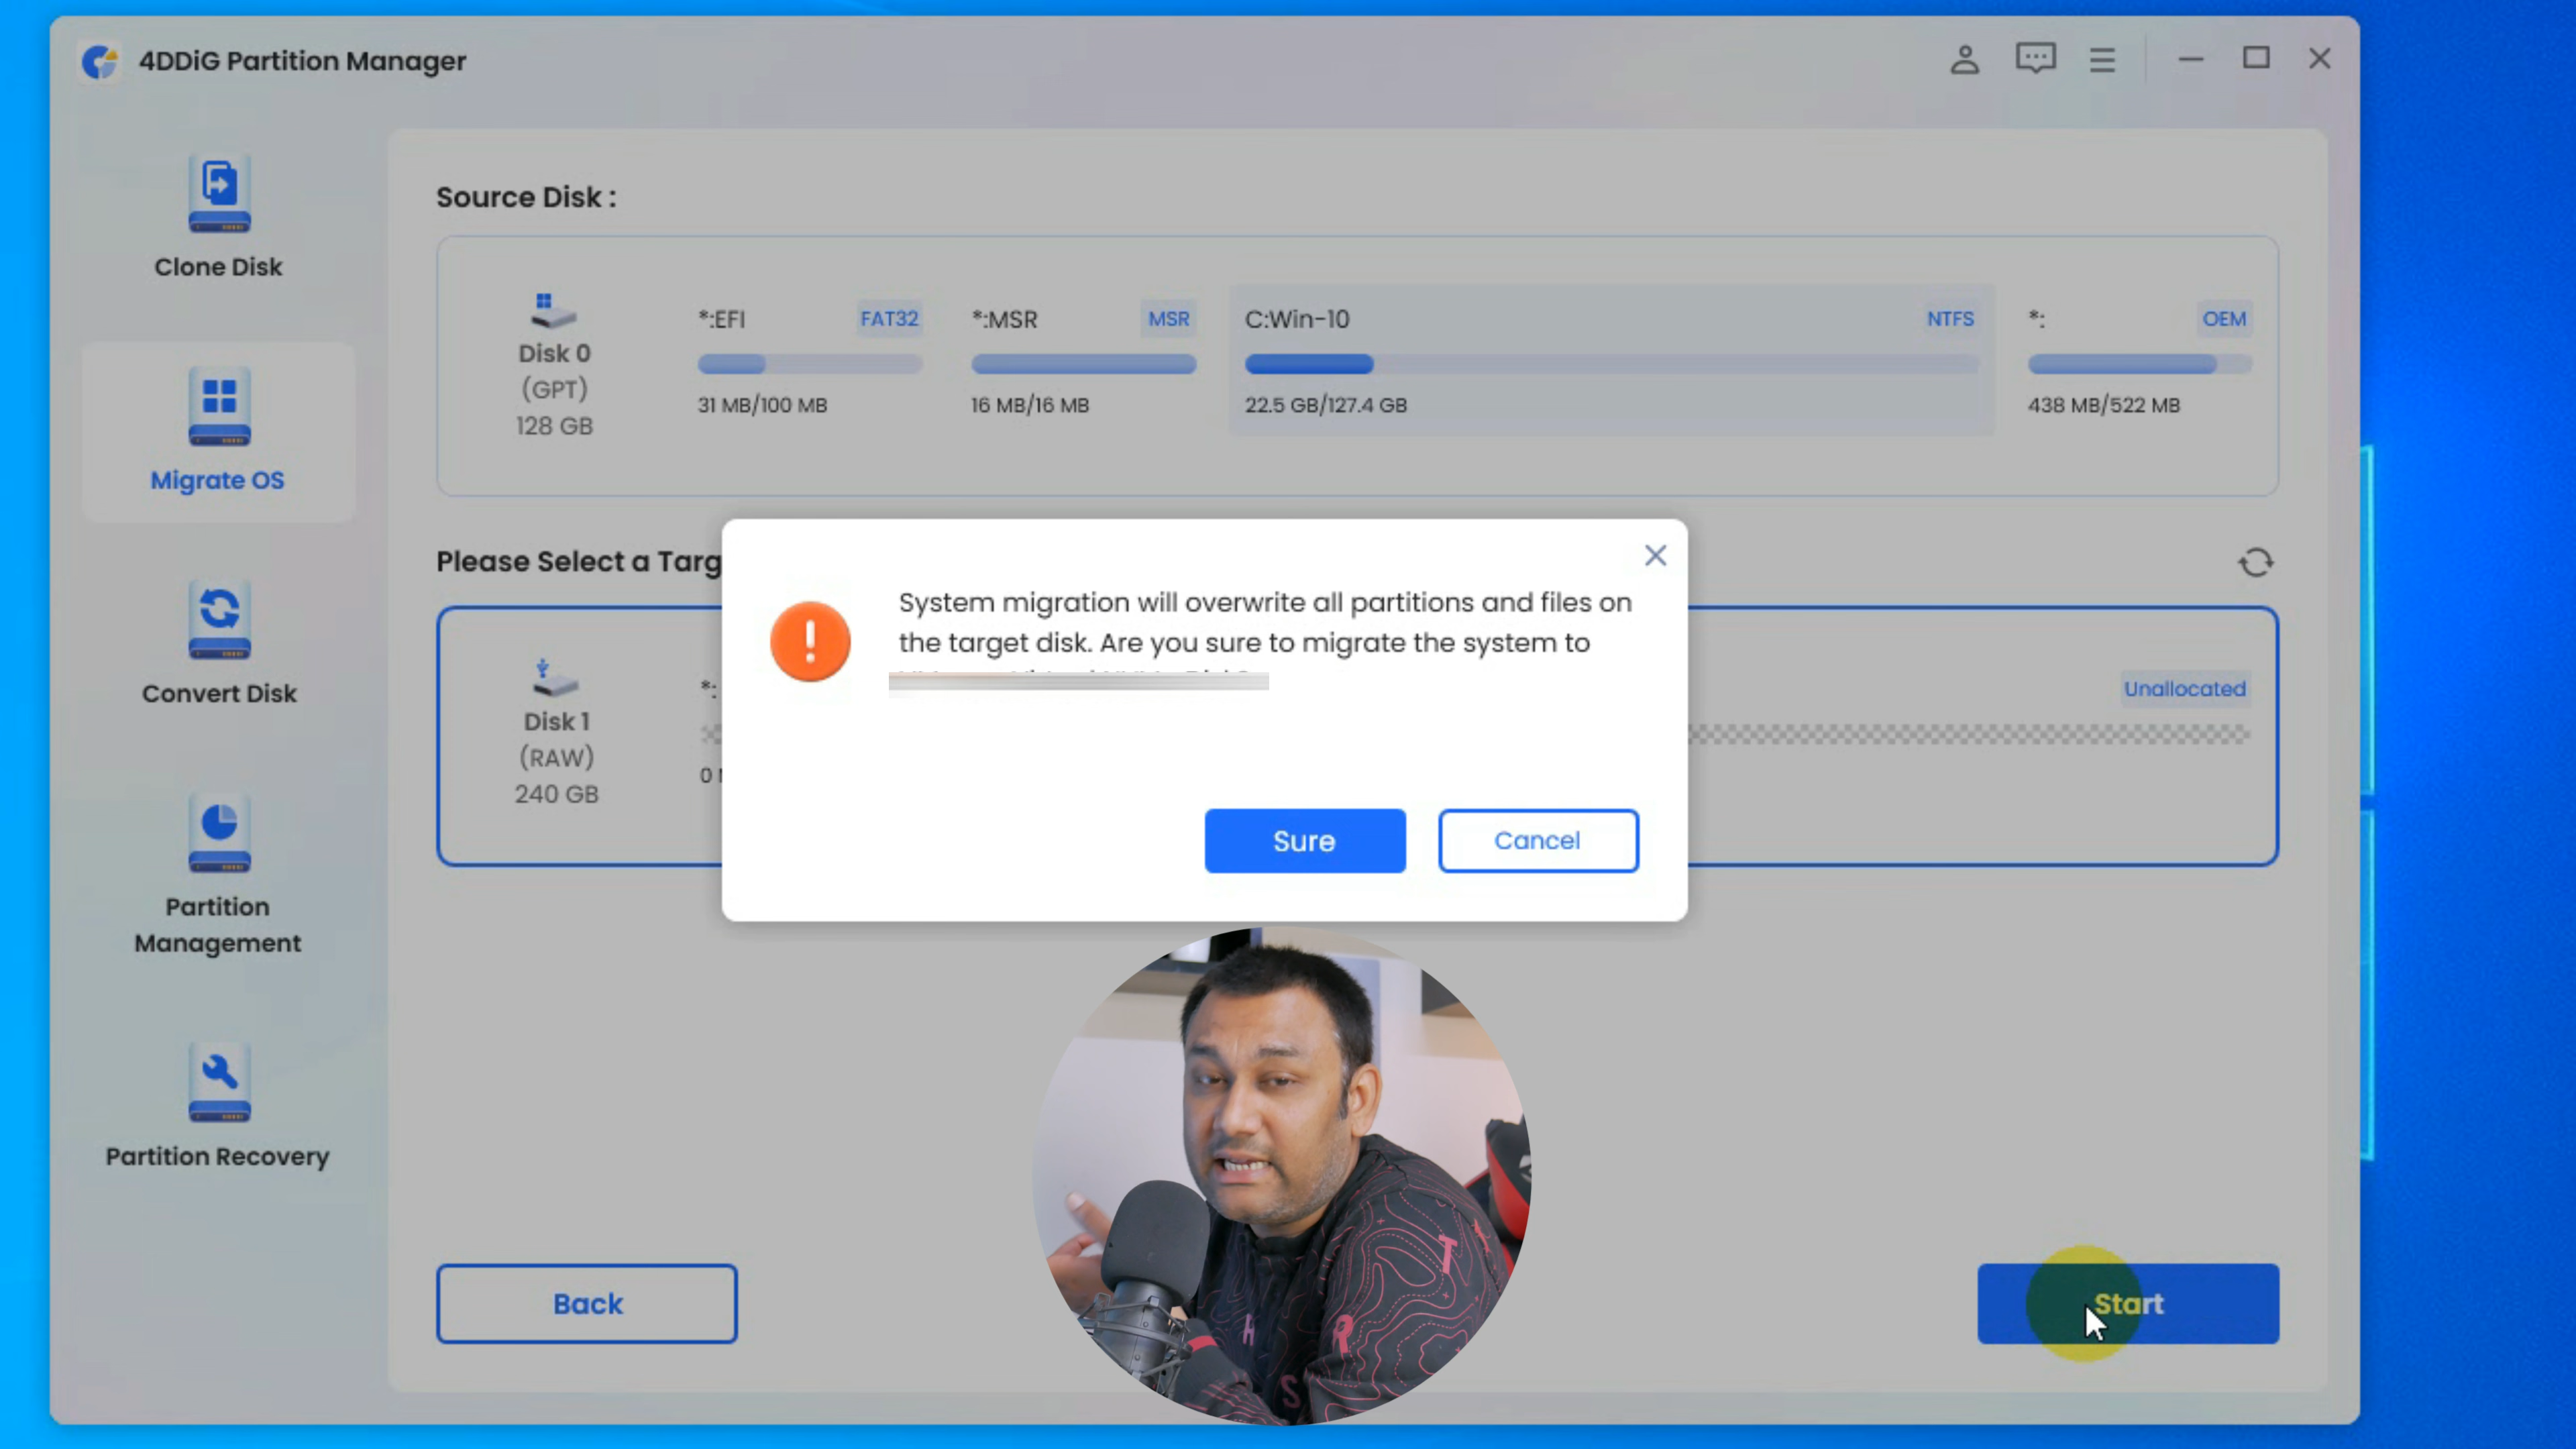 4DDiG Partition Manager
Clone Disk
Migrate OS
Convert Disk
Partition
Management
Partition Recovery
Source Disk :
Disk 0
(GPT)
128 GB
*:EFI FAT32
31 MB/100 MB
*:MSR MSR
16 MB/16 MB
C:Win-10 NTFS
22.5 GB/127.4 GB
*: OEM
438 MB/522 MB
Please Select a Targ
Disk 1
(RAW)
240 GB
*: Unallocated
0
System migration will overwrite all partitions and files on
the target disk. Are you sure to migrate the system to
Sure
Cancel
Back
Start